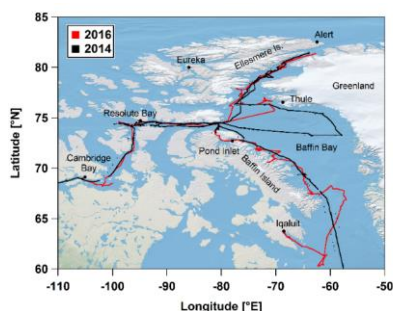 2016
2014
85
80
75
70
65
60
Latitude [°N]
Alert
Ellesmere Is.
Eureka
Greenland
Thule
Resolute Bay
Pond Inlet
Baffin Bay
Cambridge
Bay
Baffin Island
Iqaluit
-110 -100 -90 -80 -70 -60 -50
Longitude [°E]